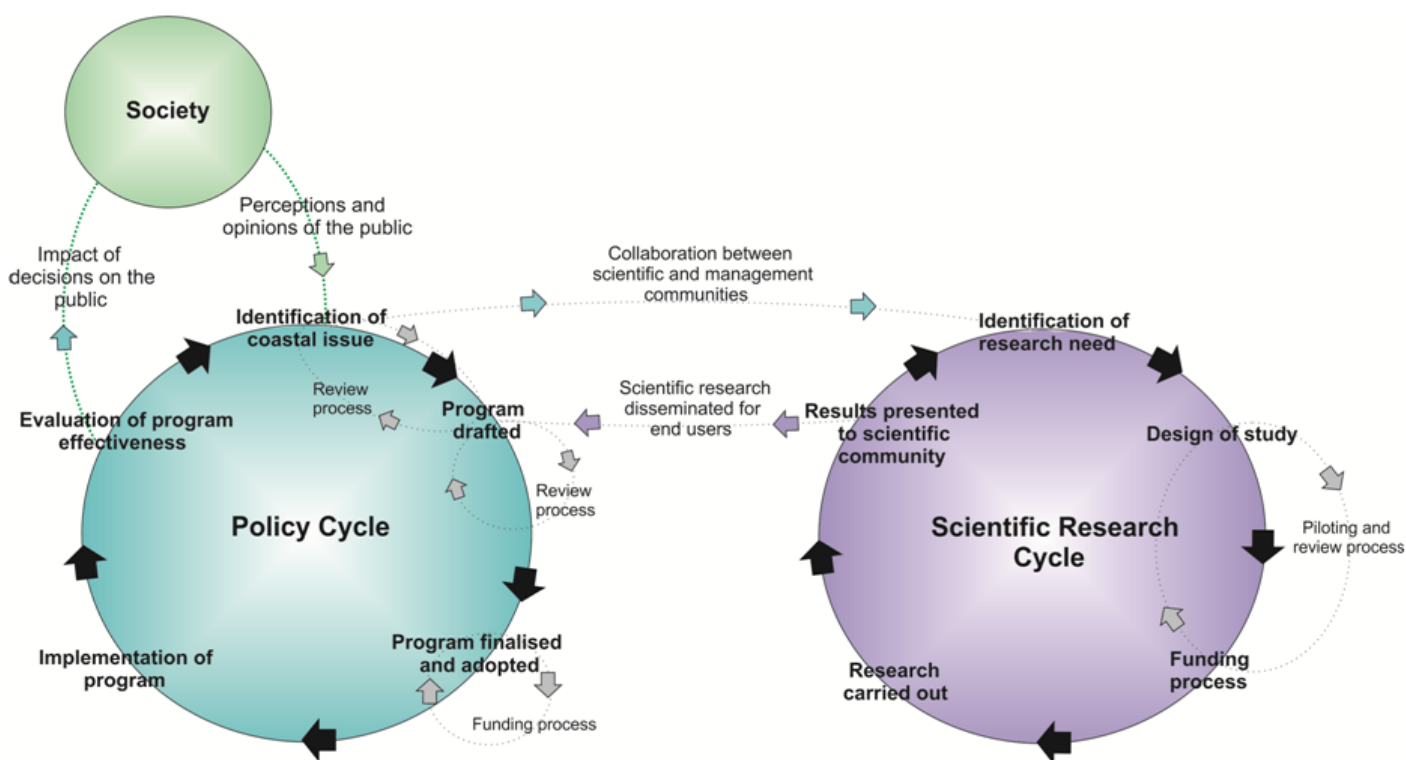 Society
Perceptions and
opinions of the public
Impact of
decisions on the
public
Collaboration between
scientific and management
communities
Identification of
coastal issue
Identification of
research need
Review
process
Program
drafted
Scientific research
disseminated for
end users
Results presented
to scientific
community
Design of study
Evaluation of program
effectiveness
Review
process
Policy Cycle
Scientific Research
Cycle
Piloting and
review process
Program finalised
and adopted
Implementation of
program
Research
carried out
Funding
process
Funding process